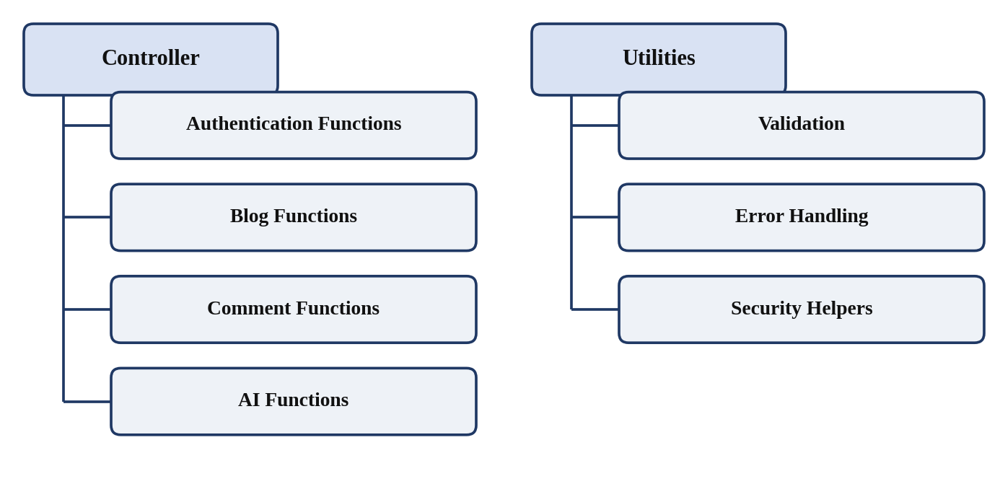 Controller
Authentication Functions
Blog Functions
Comment Functions
AI Functions
Utilities
Validation
Error Handling
Security Helpers